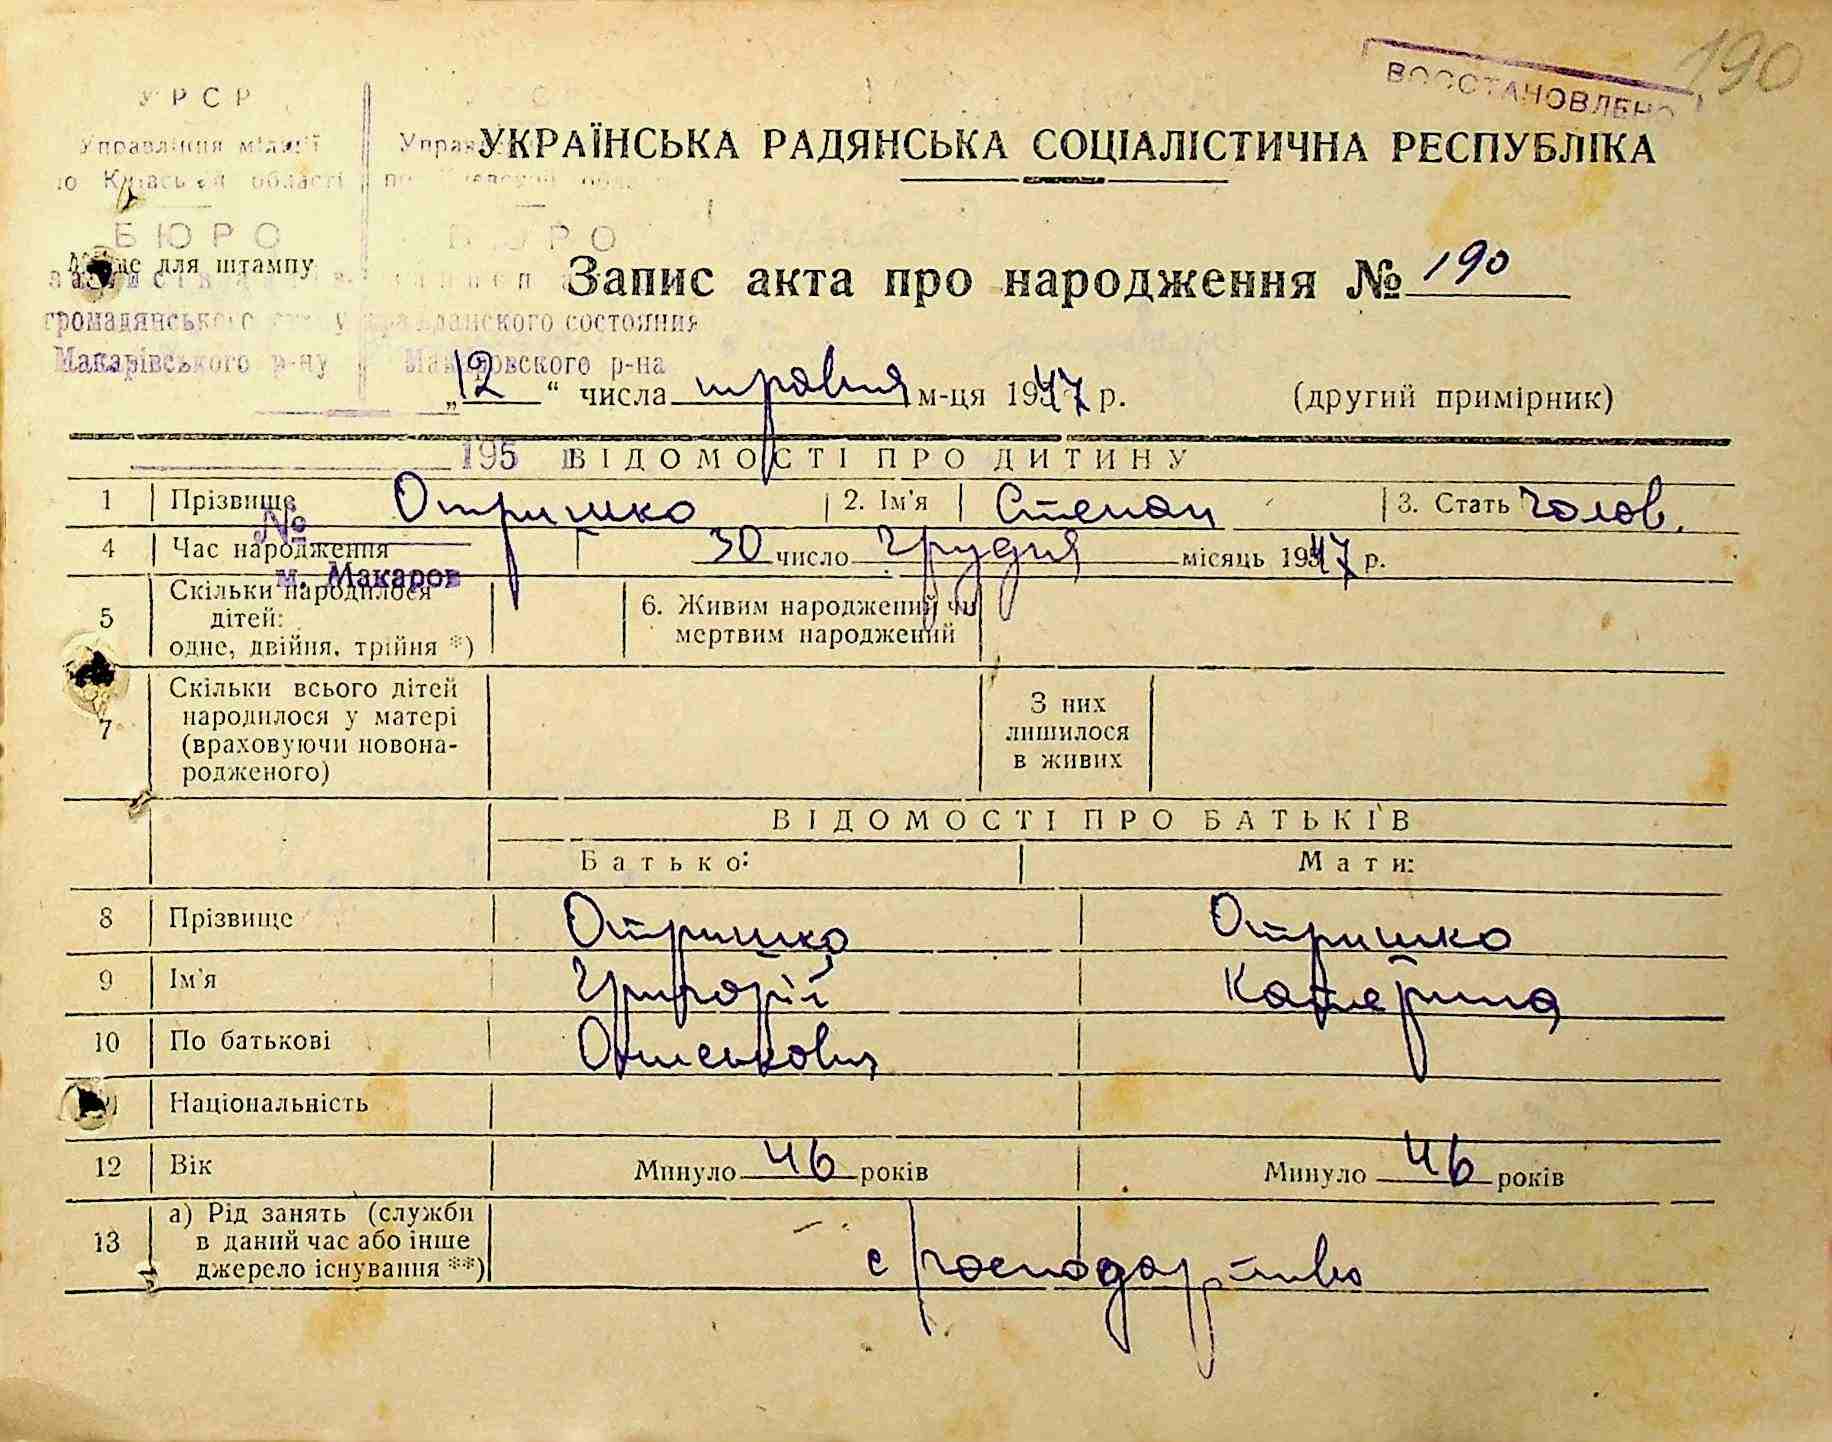 190
ВОССТАНОВЛЕНО
УРСР
Управління міліції
по Київській області
по Киевской
УКРАЇНСЬКА РАДЯНСЬКА СОЦІАЛІСТИЧНА РЕСПУБЛІКА
БЮРО
БЮРО
Місце для штампу
Запис акта про народження № 190
громадянського стану
гражданского состояния
Макарівського р-ну
Макаровского р-на
„12“ числа травня м-ця 1947 р. (другий примірник)
195
ВІДОМОСТІ ПРО ДИТИНУ
1 Прізвище Отришко 2. Ім'я Степан 3. Стать Чолов.
№
4 Час народження 30 число Грудня місяць 1947 р.
м. Макаров
5 Скільки народилося дітей: одне, двійня, трійня *) 6. Живим народжений чи мертвим народжений
7 Скільки всього дітей народилося у матері (враховуючи новонародженого) З них лишилося в живих
ВІДОМОСТІ ПРО БАТЬКІВ
Батько: Мати:
8 Прізвище Отришко Отришко
9 Ім'я Григорій Катерина
10 По батькові
Національність
12 Вік Минуло 46 років Минуло 46 років
13 а) Рід занять (служби в даний час або інше джерело існування **) с господарство